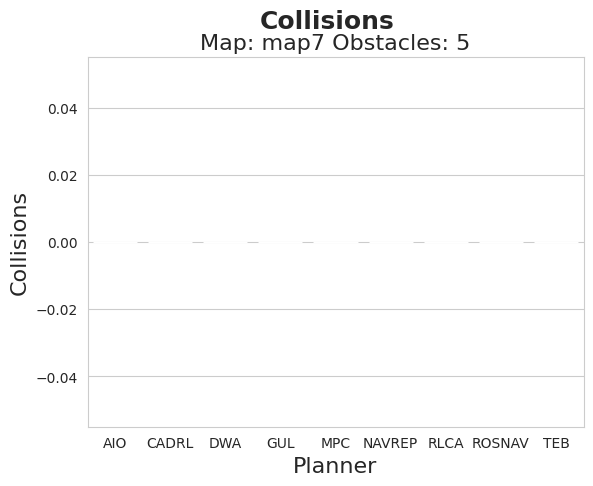 Collisions
Map: map7 Obstacles: 5
0.04
0.02
0.00
−0.02
−0.04
Collisions
AIO CADRL DWA GUL MPC NAVREP RLCA ROSNAV TEB
Planner